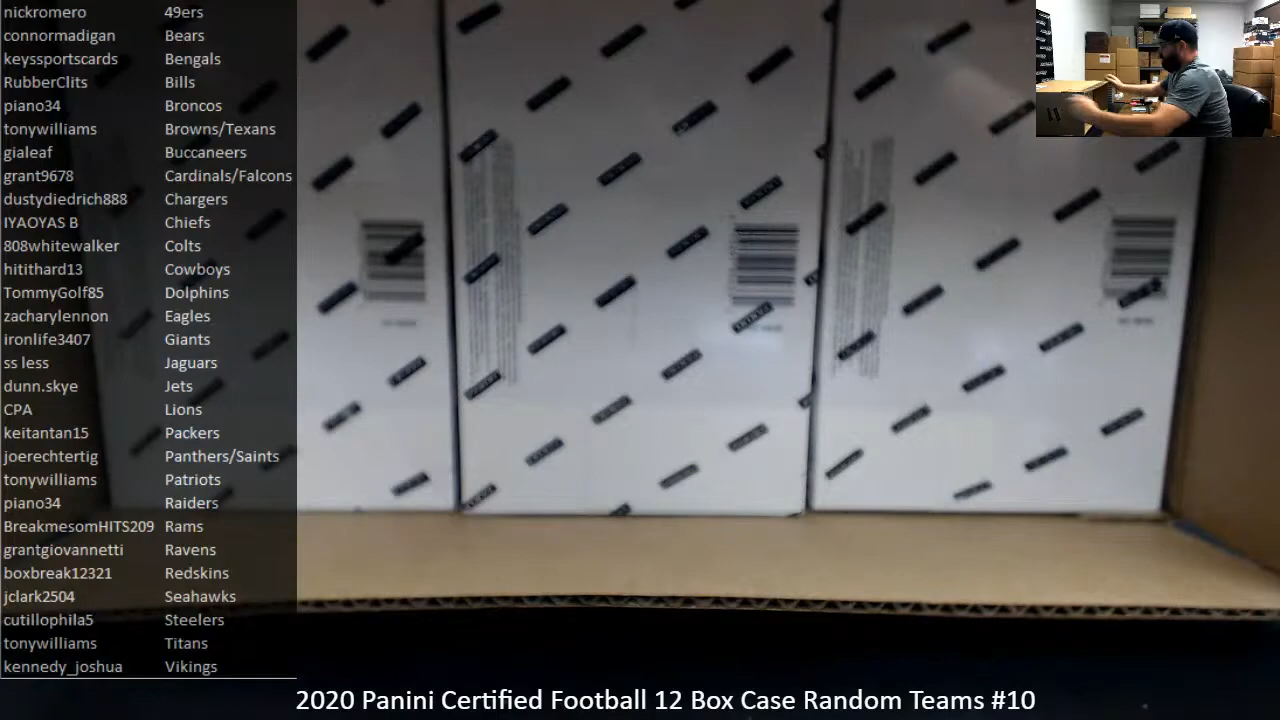 nickromero 49ers
connormadigan Bears
keyssportscards Bengals
RubberClits Bills
piano34 Broncos
tonywilliams Browns/Texans
gialeaf Buccaneers
grant9678 Cardinals/Falcons
dustydiedrich888 Chargers
IYAOYAS B Chiefs
808whitewalker Colts
hitithard13 Cowboys
TommyGolf85 Dolphins
zacharylennon Eagles
ironlife3407 Giants
ss less Jaguars
dunn.skye Jets
CPA Lions
keitantan15 Packers
joerechtertig Panthers/Saints
tonywilliams Patriots
piano34 Raiders
BreakmesomHITS209 Rams
grantgiovannetti Ravens
boxbreak12321 Redskins
jclark2504 Seahawks
cutillophila5 Steelers
tonywilliams Titans
kennedy_joshua Vikings
2020 Panini Certified Football 12 Box Case Random Teams #10